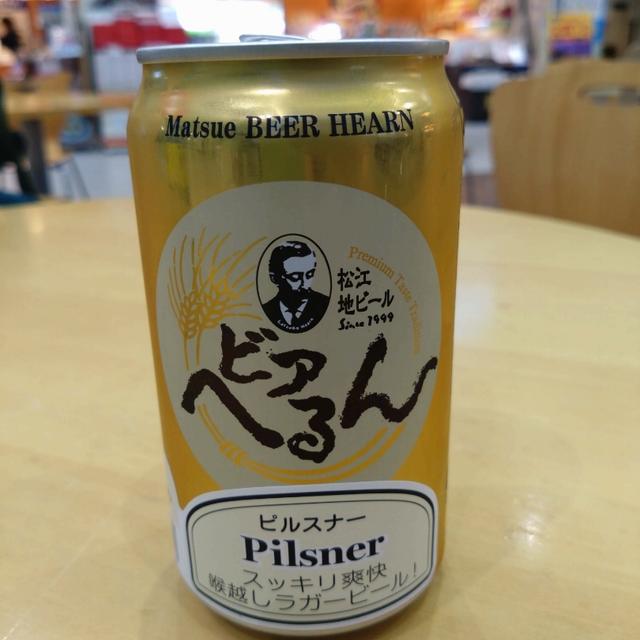 Matsue BEER HEARN
Premium Taste Tradition
松江
地ビール
Since 1999
ビアへるん
ピルスナー
Pilsner
スッキリ爽快
喉越しラガービール!